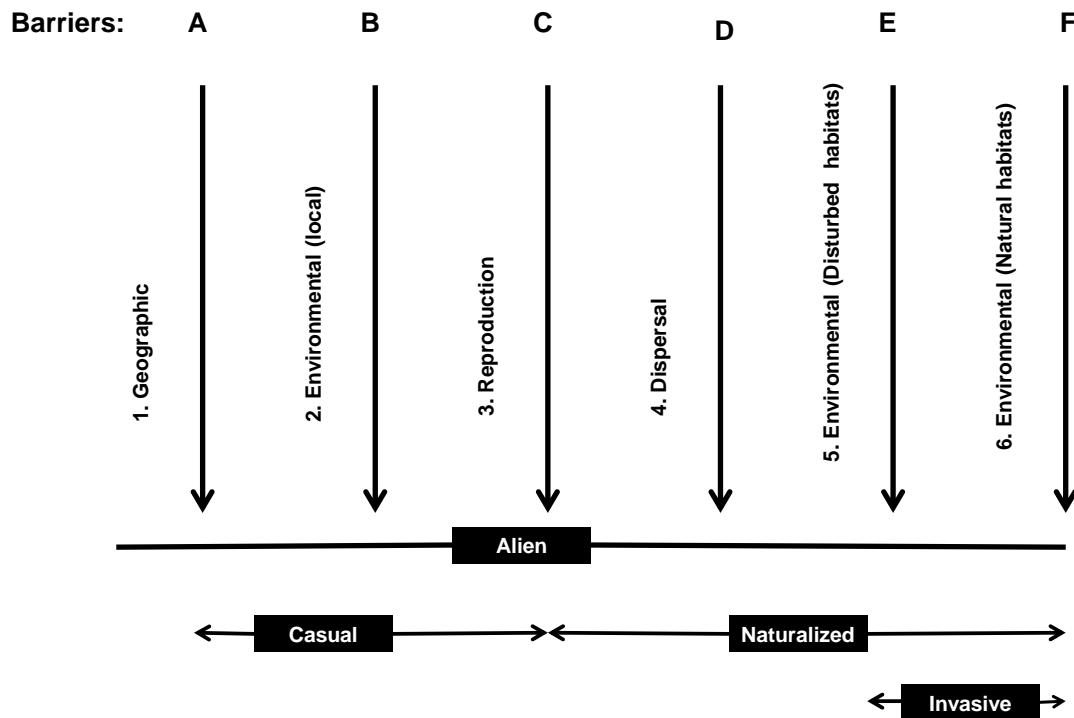 Barriers: A B C D E F
1. Geographic
2. Environmental (local)
3. Reproduction
4. Dispersal
5. Environmental (Disturbed habitats)
6. Environmental (Natural habitats)
Alien
Casual
Naturalized
Invasive